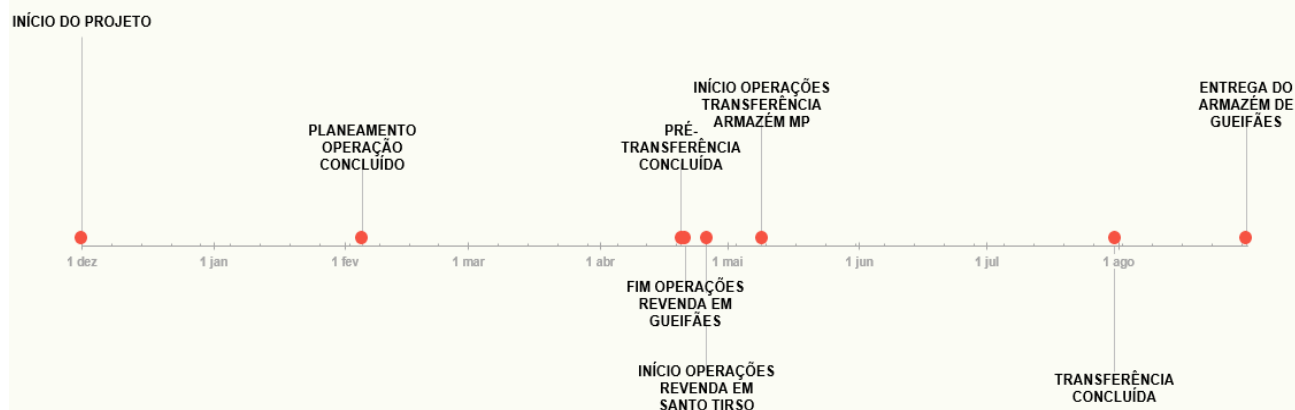 INÍCIO DO PROJETO
PLANEAMENTO
OPERAÇÃO
CONCLUÍDO
PRÉ-
TRANSFERÊNCIA
CONCLUÍDA
INÍCIO OPERAÇÕES
TRANSFERÊNCIA
ARMAZÉM MP
ENTREGA DO
ARMAZÉM DE
GUEIFÃES
1 dez
1 jan
1 fev
1 mar
1 abr
1 mai
1 jun
1 jul
1 ago
FIM OPERAÇÕES
REVENDA EM
GUEIFÃES
INÍCIO OPERAÇÕES
REVENDA EM
SANTO TIRSO
TRANSFERÊNCIA
CONCLUÍDA